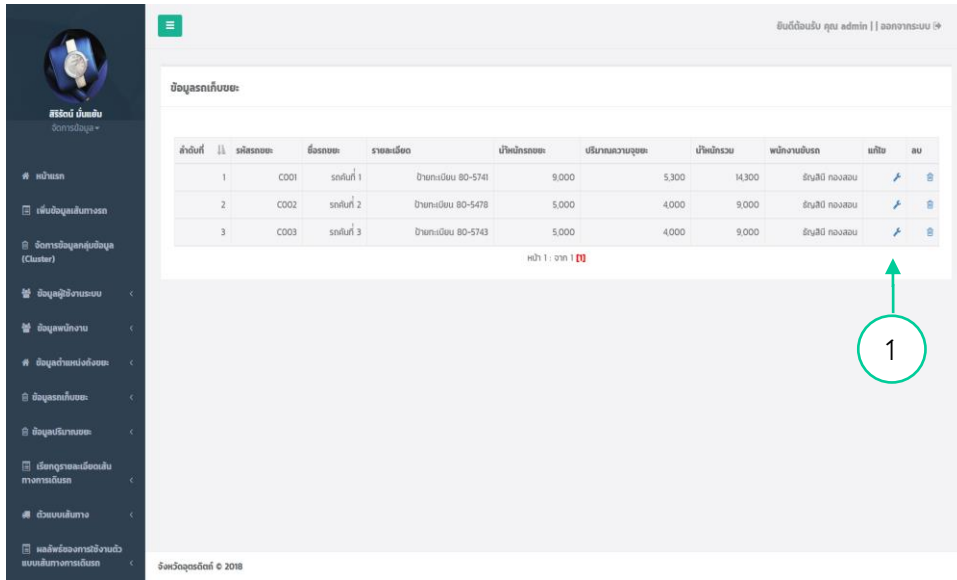 ยินดีต้อนรับ คุณ admin | | ออกจากระบบ
สิริรัตน์ มั่นแย้ม
จัดการข้อมูล
หน้าแรก
เพิ่มข้อมูลเส้นทางรถ
จัดการข้อมูลกลุ่มข้อมูล
(Cluster)
ข้อมูลผู้ใช้งานระบบ
ข้อมูลพนักงาน
ข้อมูลตำแหน่งถังขยะ
ข้อมูลรถเก็บขยะ
ข้อมูลปริมาณขยะ
เรียกดูรายละเอียดเส้น
ทางการเดินรถ
ตัวแบบเส้นทาง
ผลลัพธ์ของการใช้งานตัว
แบบเส้นทางการเดินรถ
ข้อมูลรถเก็บขยะ
ลำดับที่ รหัสรถขยะ ชื่อรถขยะ รายละเอียด น้ำหนักรถขยะ ปริมาณความจุขยะ น้ำหนักรวม พนักงานขับรถ แก้ไข ลบ
1 C001 รถคันที่ 1 ป้ายทะเบียน 80-5741 9,000 5,300 14,300 ธัญสินี ทองสอน
2 C002 รถคันที่ 2 ป้ายทะเบียน 80-5478 5,000 4,000 9,000 ธัญสินี ทองสอน
3 C003 รถคันที่ 3 ป้ายทะเบียน 80-5743 5,000 4,000 9,000 ธัญสินี ทองสอน
หน้า 1 : จาก 1 [1]
1
จังหวัดอุตรดิตถ์ © 2018